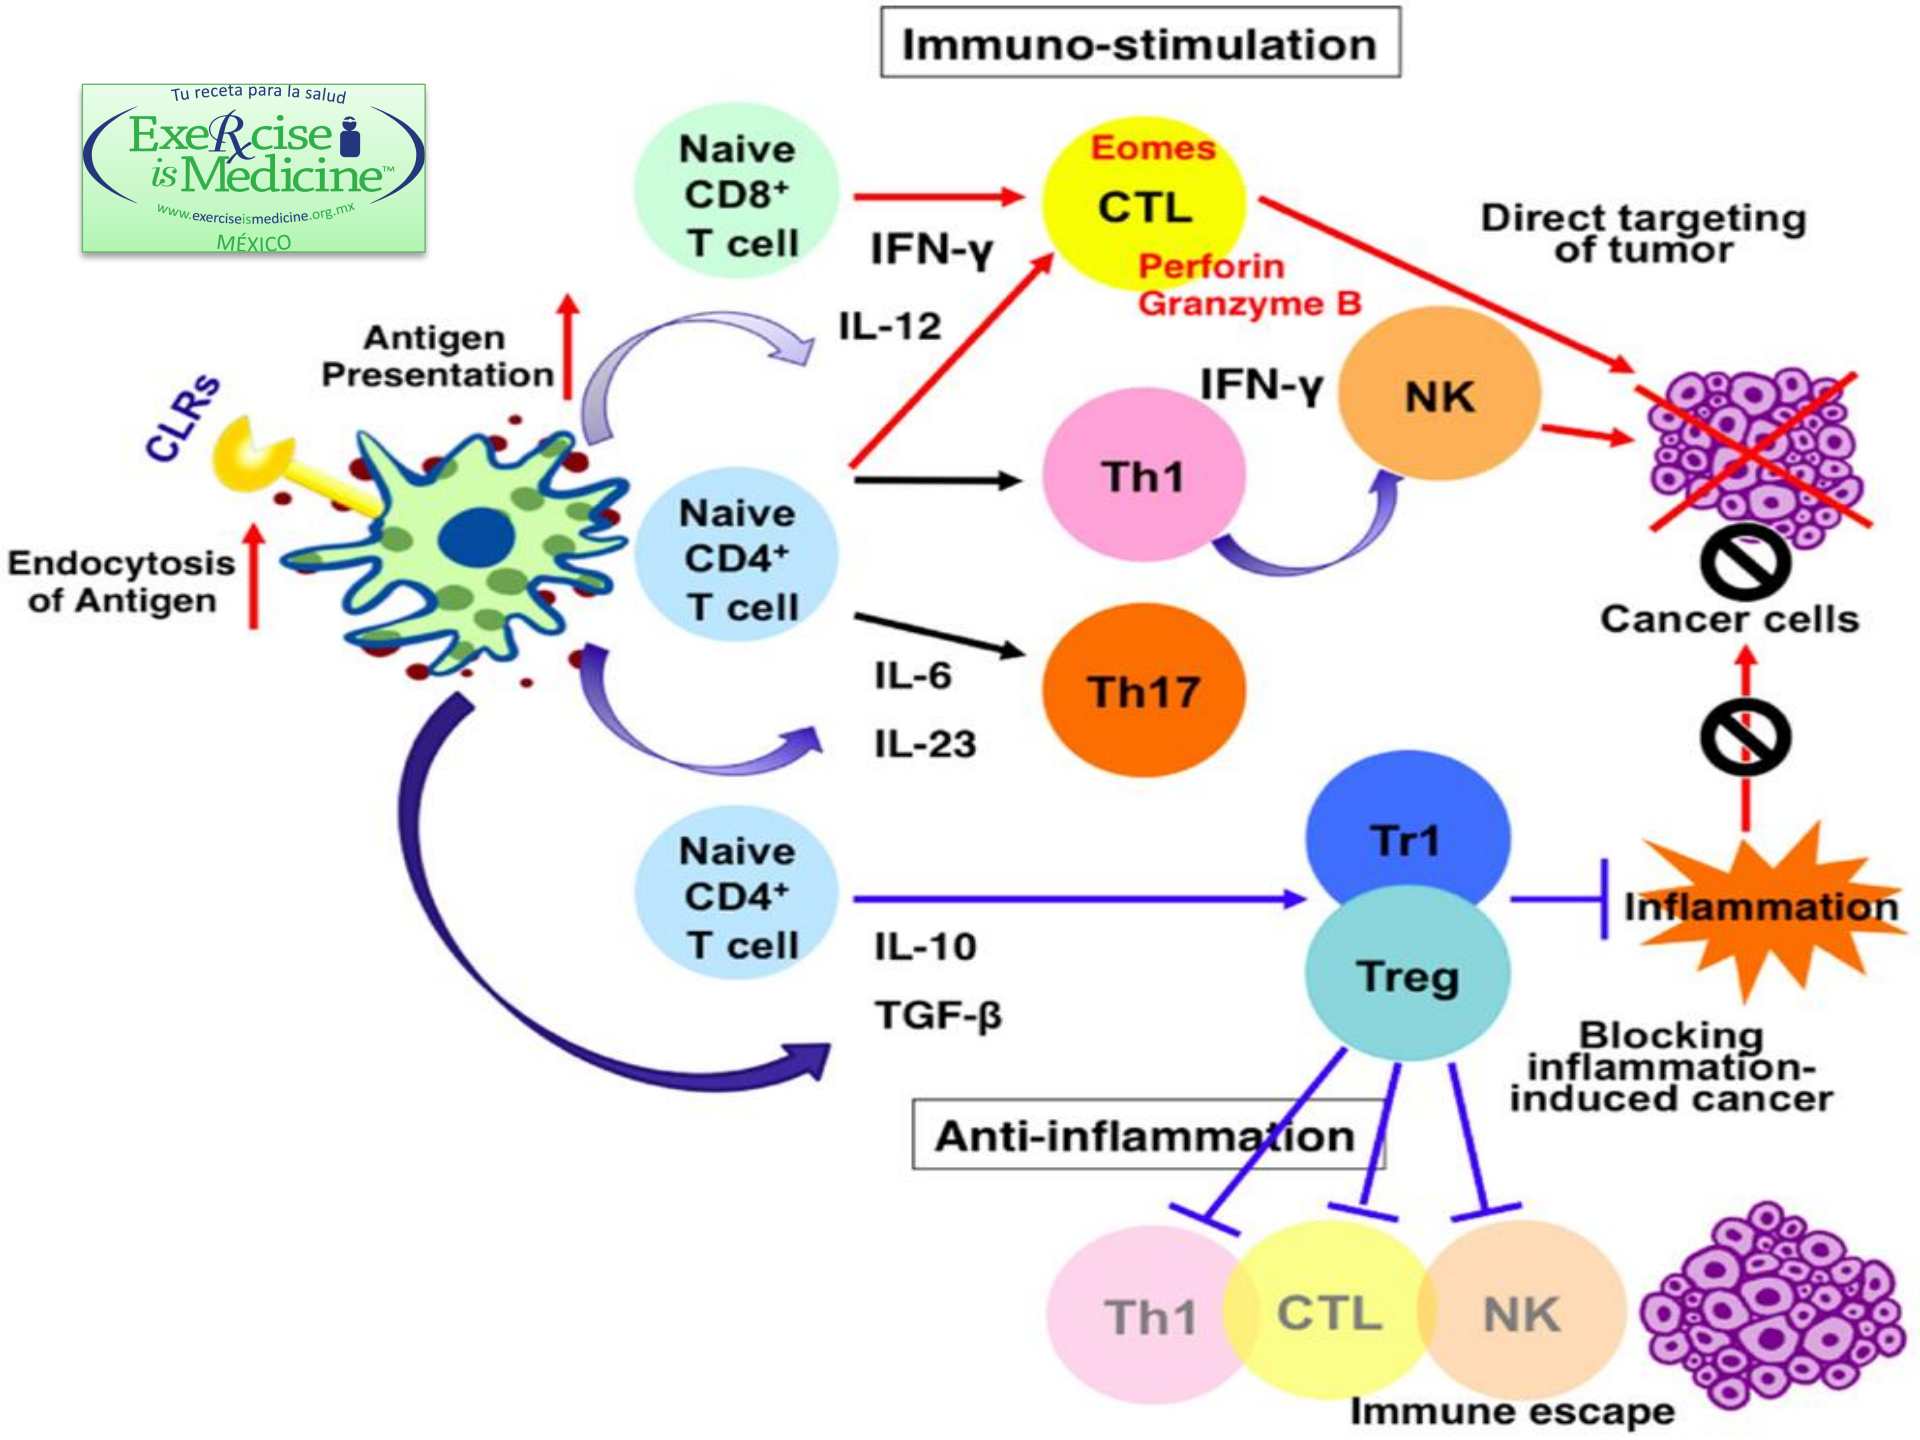 Immuno-stimulation
Tu receta para la salud
ExeRxcise
is Medicine™
www.exerciseismedicine.org.mx
MÉXICO
Naive
CD8+
T cell
IFN-γ
IL-12
Eomes
CTL
Perforin
Granzyme B
Direct targeting
of tumor
Antigen
Presentation
CLRs
Endocytosis
of Antigen
Naive
CD4+
T cell
Th1
IFN-γ
NK
Cancer cells
IL-6
IL-23
Th17
Naive
CD4+
T cell
IL-10
TGF-β
Tr1
Treg
Inflammation
Blocking
inflammation-
induced cancer
Anti-inflammation
Th1
CTL
NK
Immune escape